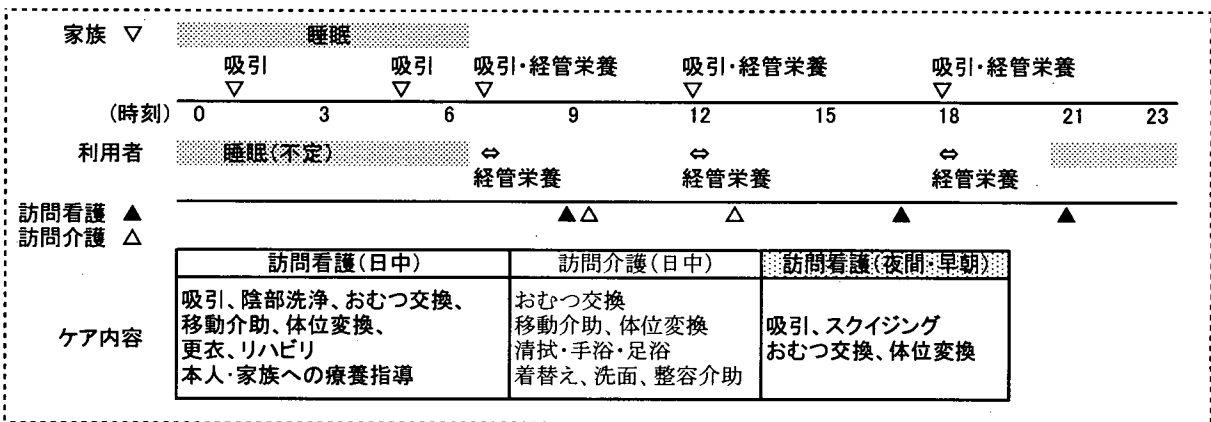 家族 ▽ 睡眠
吸引 吸引 吸引・経管栄養 吸引・経管栄養 吸引・経管栄養
▽ ▽ ▽ ▽ ▽
(時刻) 0 3 6 9 12 15 18 21 23
利用者 睡眠(不定) ⇔ ⇔ ⇔
経管栄養 経管栄養 経管栄養
訪問看護 ▲ ▲ △ △ ▲ ▲
訪問介護 △
訪問看護(日中) 訪問介護(日中) 訪問看護(夜間・早朝)
ケア内容
吸引、陰部洗浄、おむつ交換、
移動介助、体位変換、
更衣、リハビリ
本人・家族への療養指導
おむつ交換
移動介助、体位変換
清拭・手浴・足浴
着替え、洗面、整容介助
吸引、スクイジング
おむつ交換、体位変換